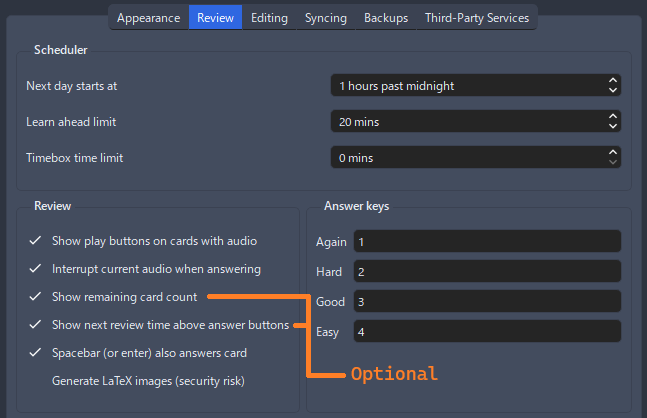 Appearance Review Editing Syncing Backups Third-Party Services
Scheduler
Next day starts at 1 hours past midnight
Learn ahead limit 20 mins
Timebox time limit 0 mins
Review
Show play buttons on cards with audio
Interrupt current audio when answering
Show remaining card count
Show next review time above answer buttons
Spacebar (or enter) also answers card
Generate LaTeX images (security risk)
Answer keys
Again 1
Hard 2
Good 3
Easy 4
Optional